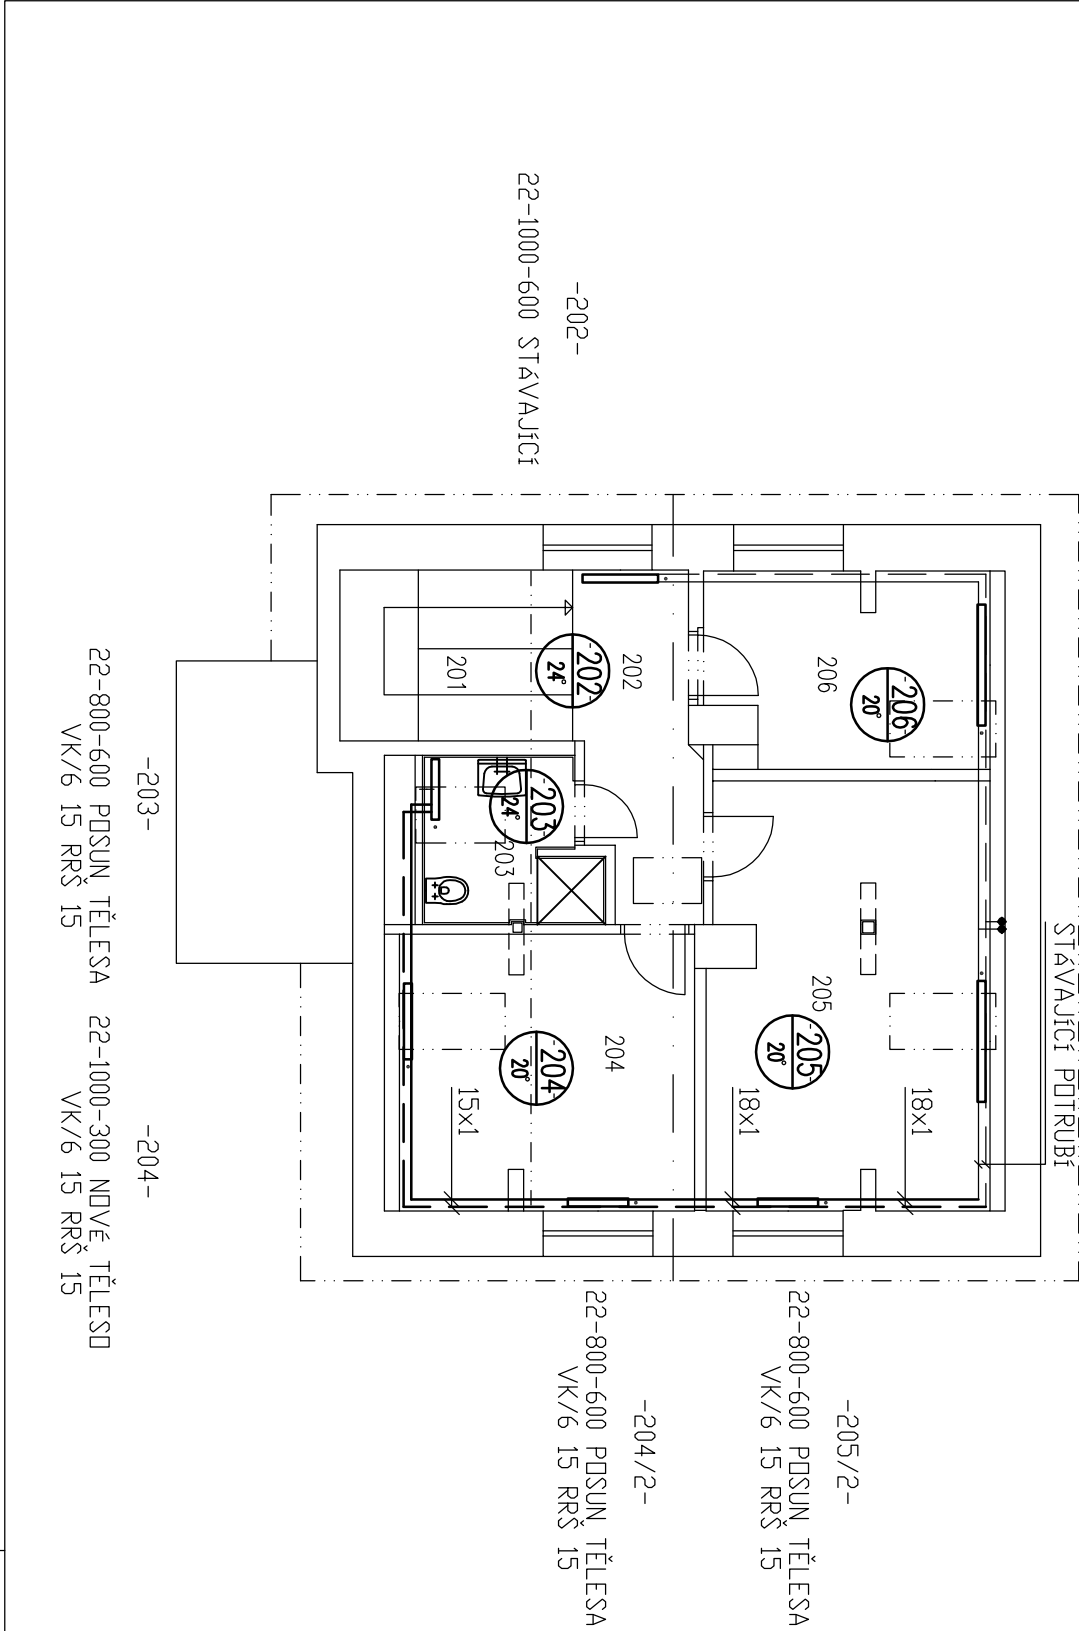 STÁVAJÍCÍ POTRUBÍ
18x1
-206-
20°
206
-205/2-
22-800-600 POSUN TĚLESA
VK/6 15 RRŠ 15
205
-205-
20°
18x1
-204/2-
22-800-600 POSUN TĚLESA
VK/6 15 RRŠ 15
202
-202-
24°
204
-204-
20°
-202-
22-1000-600 STÁVAJÍCÍ
-203-
24°
203
15x1
201
-203-
22-800-600 POSUN TĚLESA
VK/6 15 RRŠ 15
-204-
22-1000-300 NOVÉ TĚLESO
VK/6 15 RRŠ 15